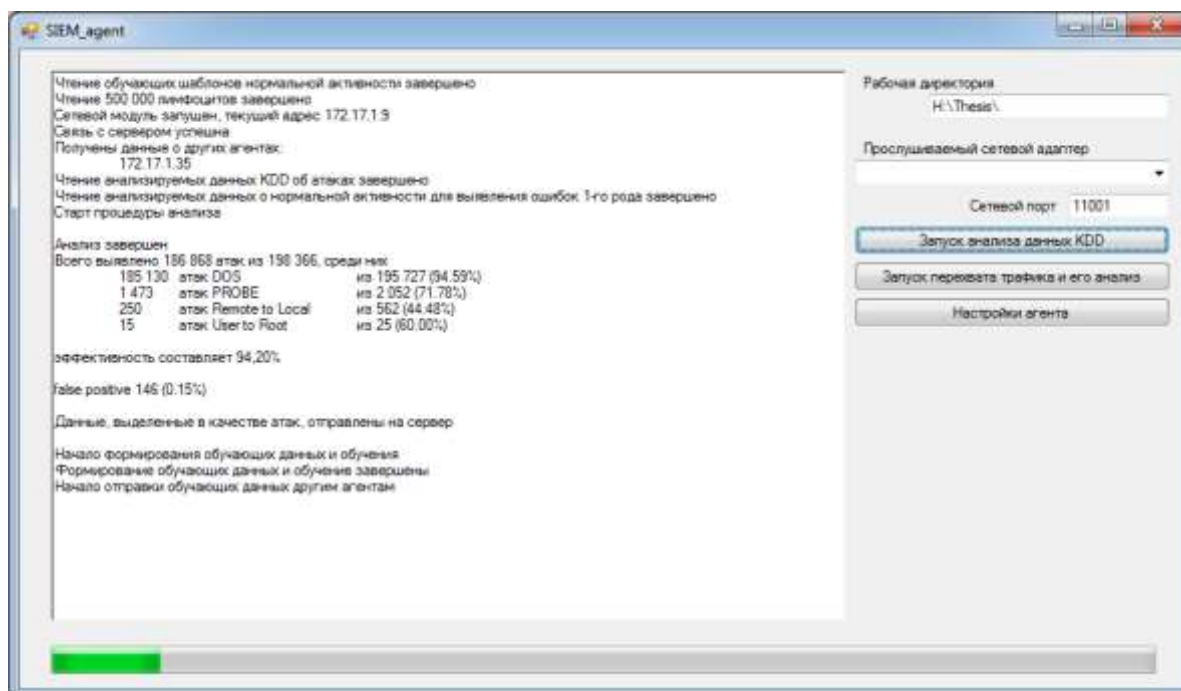 SIEM_agent
Чтение обучающих шаблонов нормальной активности завершено
Чтение 500 000 лимфоцитов завершено
Сетевой модуль запущен, текущий адрес 172.17.1.9
Связь с сервером успешна
Получены данные о других агентах:
172.17.1.35
Чтение анализируемых данных KDD об атаках завершено
Чтение анализируемых данных о нормальной активности для выявления ошибок 1-го рода завершено
Старт процедуры анализа
Анализ завершен
Всего выявлено 186 868 атак из 198 366, среди них
185 130 атак DOS из 195 727 (94.59%)
1 473 атак PROBE из 2 052 (71.78%)
250 атак Remote to Local из 562 (44.48%)
15 атак User to Root из 25 (60.00%)
эффективность составляет 94,20%
false positive 146 (0.15%)
Данные, выделенные в качестве атак, отправлены на сервер
Начало формирования обучающих данных и обучения
Формирование обучающих данных и обучение завершены
Начало отправки обучающих данных другим агентам
Рабочая директория
H:\Thesis\
Прослушиваемый сетевой адаптер
Сетевой порт 11001
Запуск анализа данных KDD
Запуск перехвата трафика и его анализ
Настройки агента